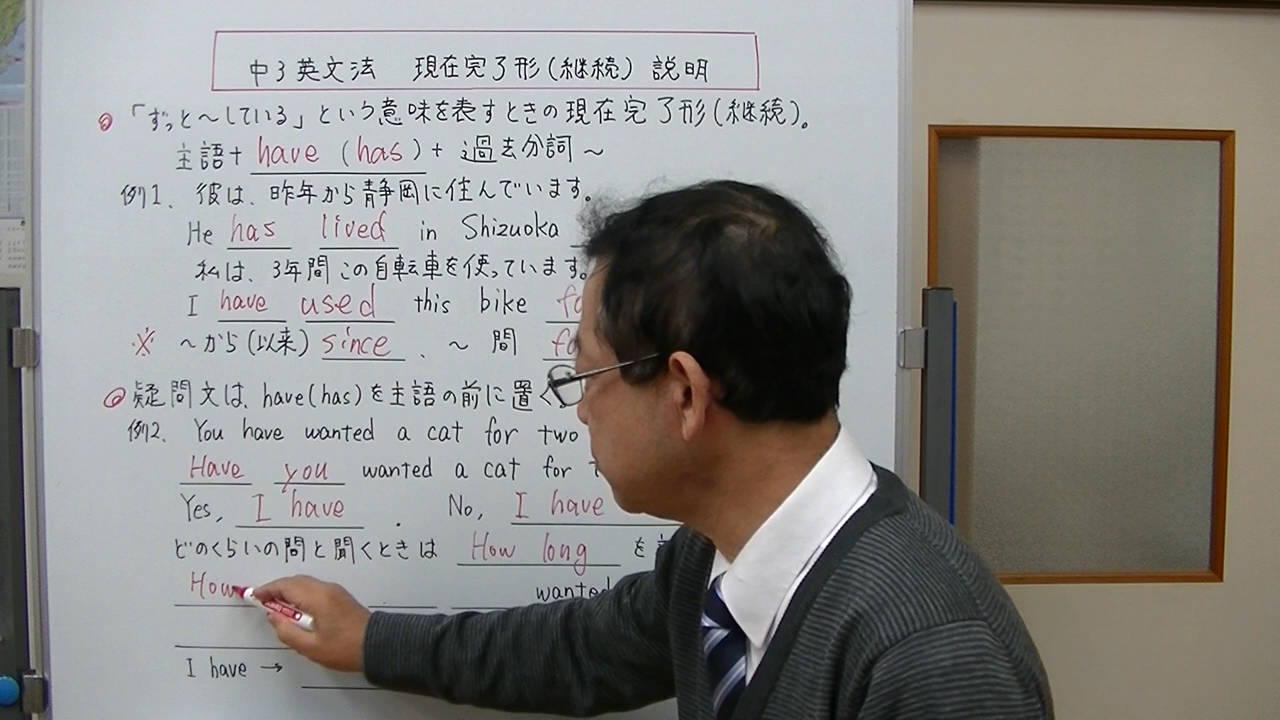 中3英文法 現在完了形(継続) 説明
◎ 「ずっと～している」という意味を表すときの現在完了形(継続)。
主語+ have (has) + 過去分詞 ～
例1、 彼は、昨年から静岡に住んでいます。
He has lived in Shizuoka
私は、3年間この自転車を使っています。
I have used this bike
※ ～から(以来) since 、～ 間
◎ 疑問文は、have(has)を主語の前に置く
例2、 You have wanted a cat for two
Have you wanted a cat for
Yes, I have . No, I have
どのくらいの間と聞くときは How long を
How wanted
I have →